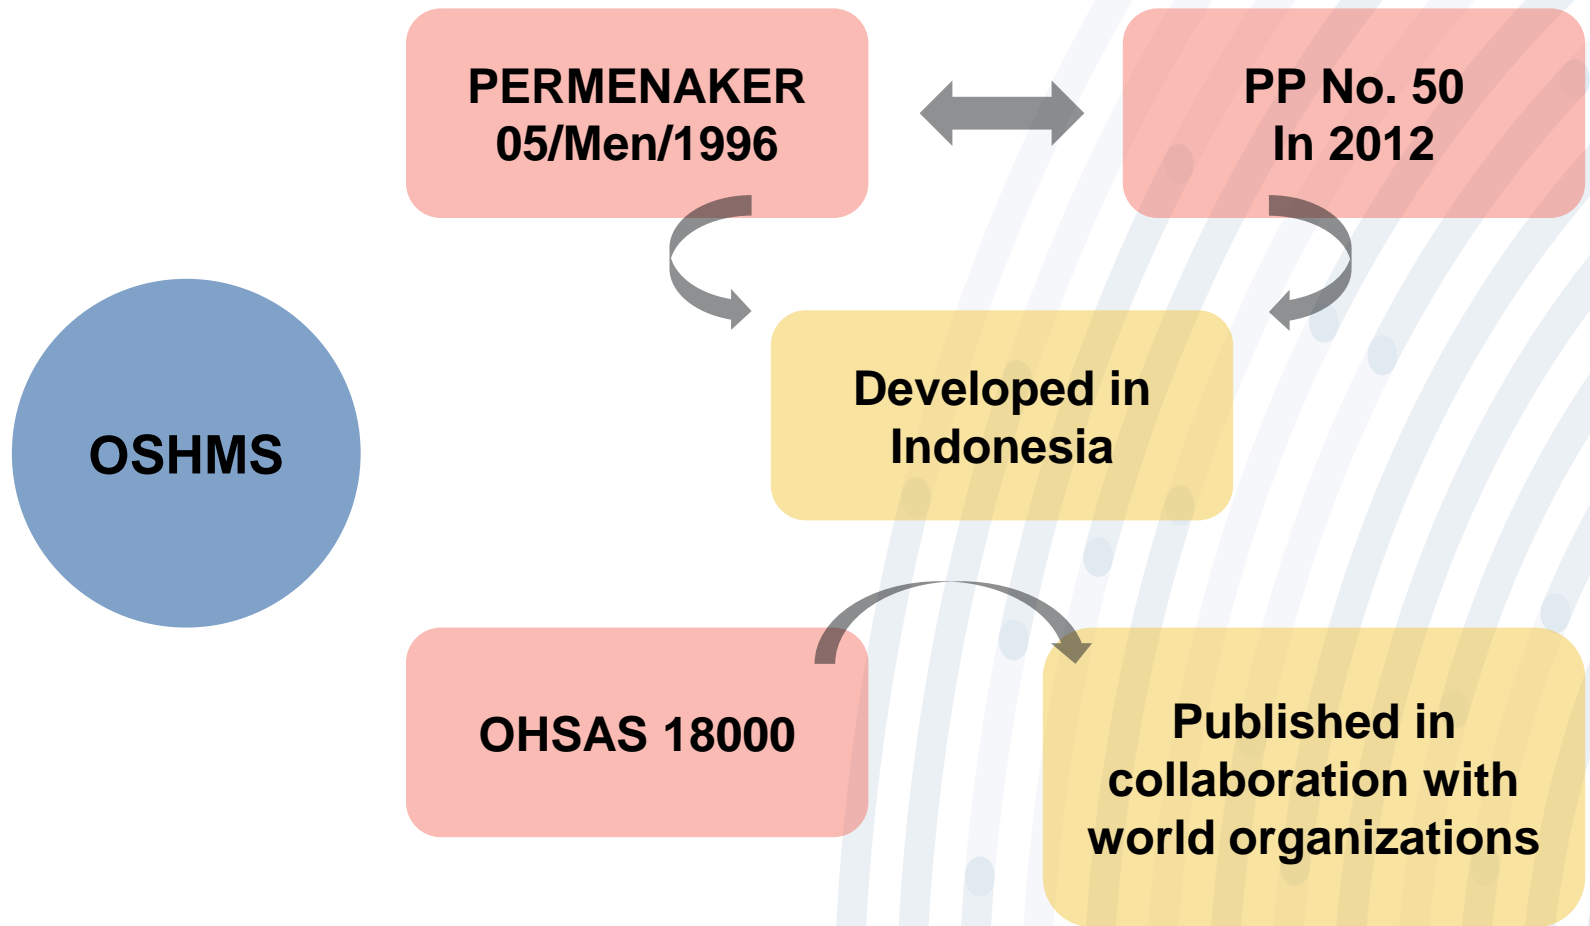 PERMENAKER
05/Men/1996
PP No. 50
In 2012
Developed in
Indonesia
OSHMS
OHSAS 18000
Published in
collaboration with
world organizations